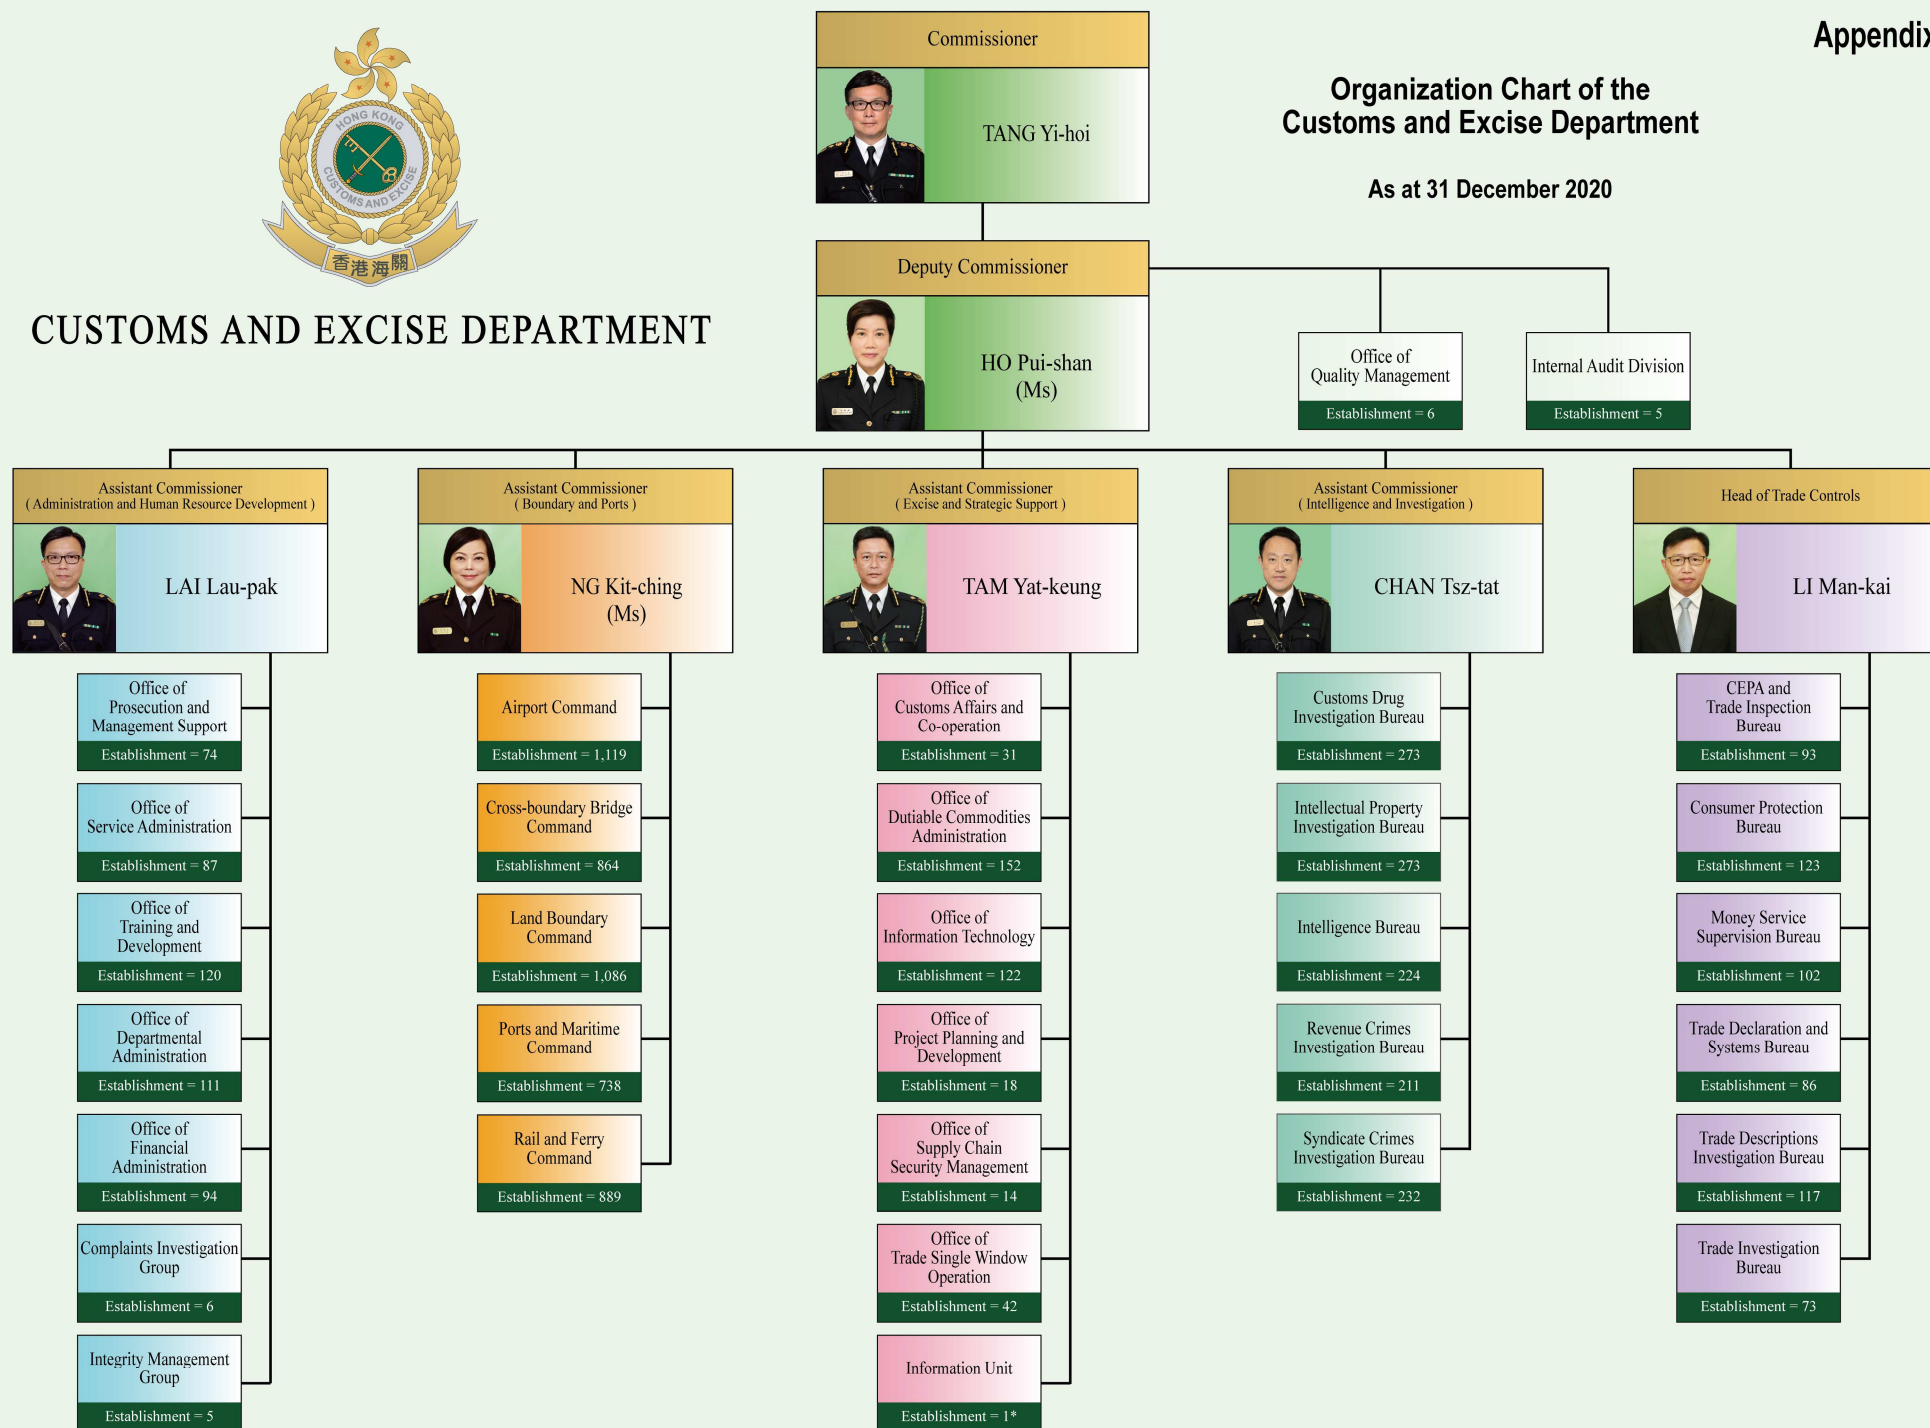 Appendix
HONG KONG
CUSTOMS AND EXCISE
香港海關
CUSTOMS AND EXCISE DEPARTMENT
Organization Chart of the
Customs and Excise Department
As at 31 December 2020
Commissioner
TANG Yi-hoi
Deputy Commissioner
HO Pui-shan
(Ms)
Office of
Quality Management
Establishment = 6
Internal Audit Division
Establishment = 5
Assistant Commissioner
( Administration and Human Resource Development )
LAI Lau-pak
Office of
Prosecution and
Management Support
Establishment = 74
Office of
Service Administration
Establishment = 87
Office of
Training and
Development
Establishment = 120
Office of
Departmental
Administration
Establishment = 111
Office of
Financial
Administration
Establishment = 94
Complaints Investigation
Group
Establishment = 6
Integrity Management
Group
Establishment = 5
Assistant Commissioner
( Boundary and Ports )
NG Kit-ching
(Ms)
Airport Command
Establishment = 1,119
Cross-boundary Bridge
Command
Establishment = 864
Land Boundary
Command
Establishment = 1,086
Ports and Maritime
Command
Establishment = 738
Rail and Ferry
Command
Establishment = 889
Assistant Commissioner
( Excise and Strategic Support )
TAM Yat-keung
Office of
Customs Affairs and
Co-operation
Establishment = 31
Office of
Dutiable Commodities
Administration
Establishment = 152
Office of
Information Technology
Establishment = 122
Office of
Project Planning and
Development
Establishment = 18
Office of
Supply Chain
Security Management
Establishment = 14
Office of
Trade Single Window
Operation
Establishment = 42
Information Unit
Establishment = 1*
Assistant Commissioner
( Intelligence and Investigation )
CHAN Tsz-tat
Customs Drug
Investigation Bureau
Establishment = 273
Intellectual Property
Investigation Bureau
Establishment = 273
Intelligence Bureau
Establishment = 224
Revenue Crimes
Investigation Bureau
Establishment = 211
Syndicate Crimes
Investigation Bureau
Establishment = 232
Head of Trade Controls
LI Man-kai
CEPA and
Trade Inspection
Bureau
Establishment = 93
Consumer Protection
Bureau
Establishment = 123
Money Service
Supervision Bureau
Establishment = 102
Trade Declaration and
Systems Bureau
Establishment = 86
Trade Descriptions
Investigation Bureau
Establishment = 117
Trade Investigation
Bureau
Establishment = 73